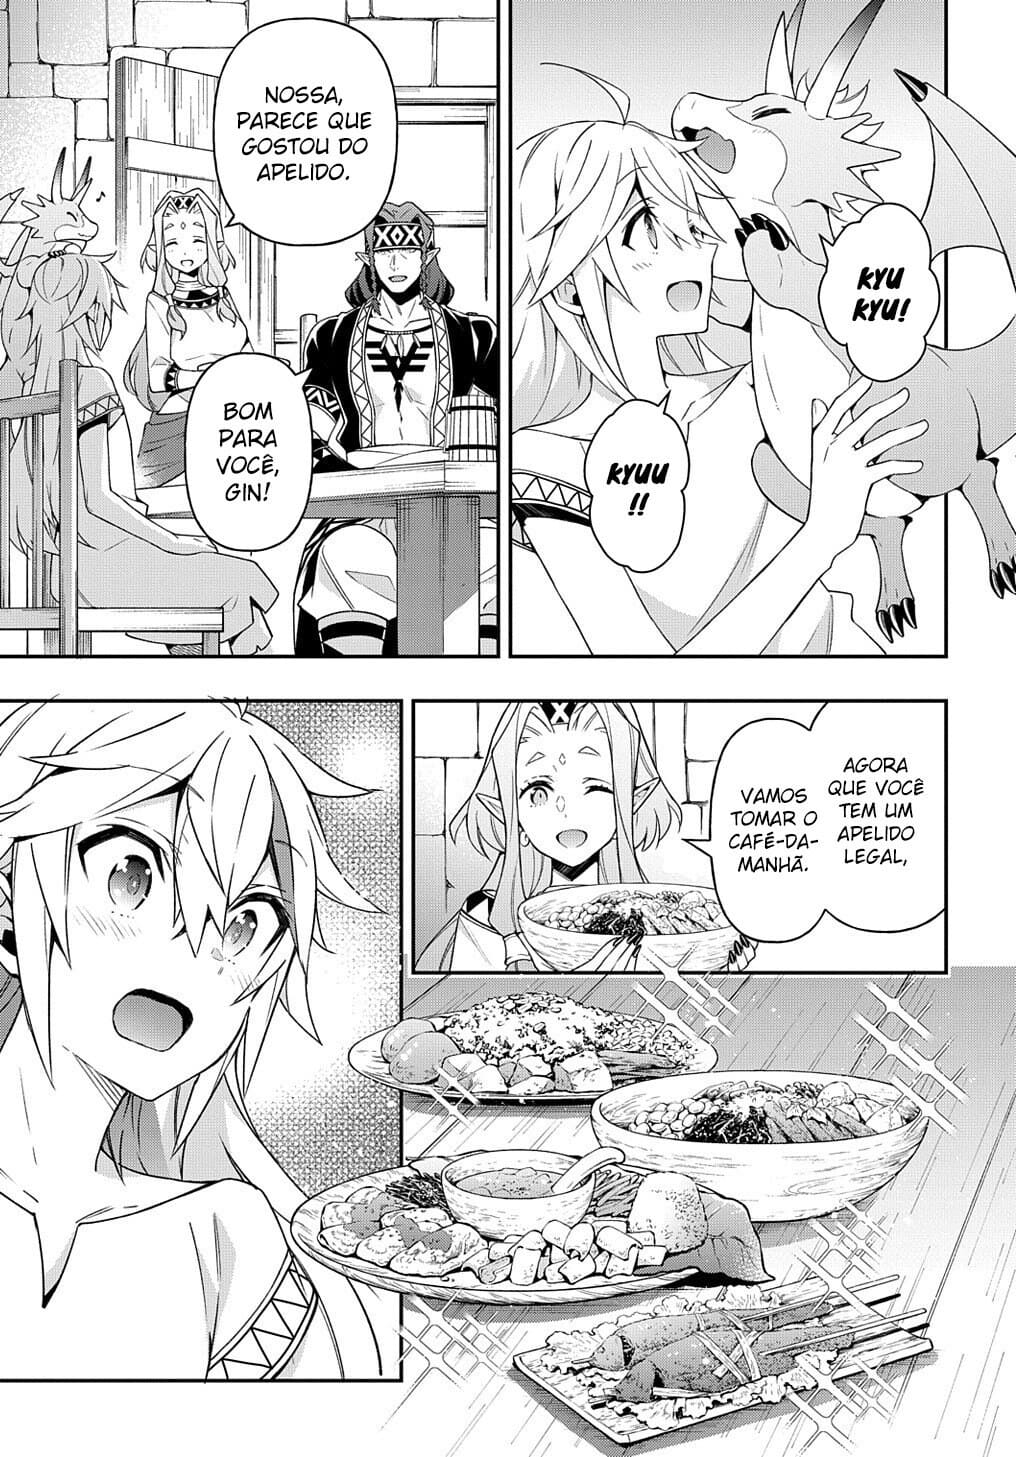 KYU
KYU!
KYUU
!!
NOSSA,
PARECE QUE
GOSTOU DO
APELIDO.
BOM
PARA
VOCÊ,
GIN!
AGORA
QUE VOCÊ
TEM UM
APELIDO
LEGAL,
VAMOS
TOMAR O
CAFÉ-DA-
MANHÃ.